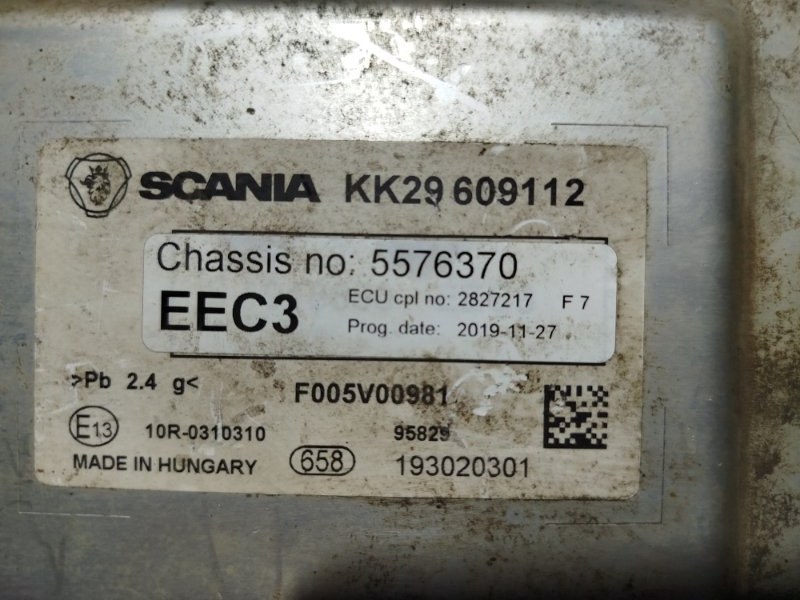 SCANIA KK29 609112
Chassis no: 5576370
EEC3
ECU cpl no: 2827217 F 7
Prog. date: 2019-11-27
>Pb 2.4 g<
F005V00981
E13 10R-0310310 95829
MADE IN HUNGARY 658 193020301